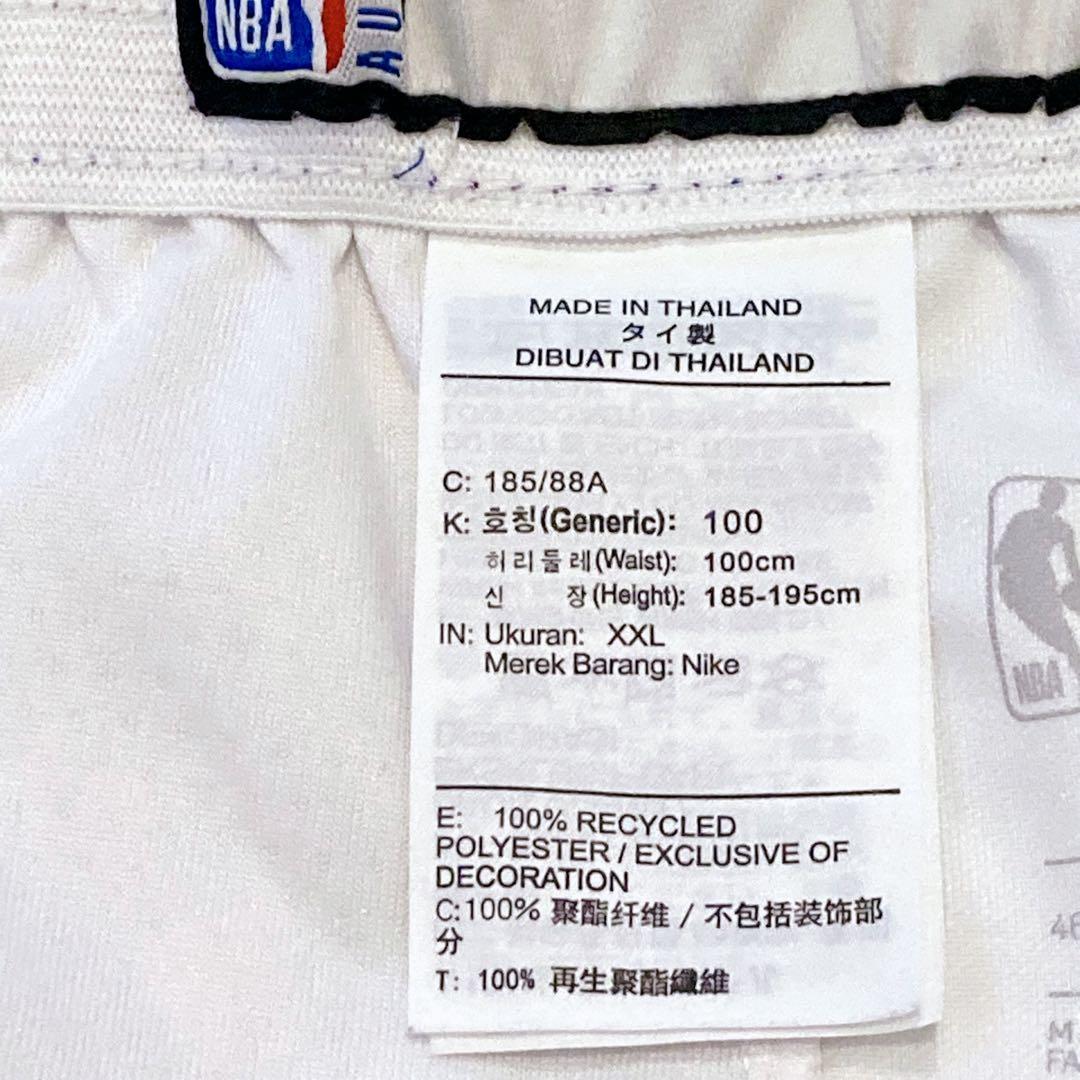 NBA
AU
MADE IN THAILAND
タイ製
DIBUAT DI THAILAND
C: 185/88A
K: 호칭(Generic): 100
허리둘레(Waist): 100cm
신 장(Height): 185-195cm
IN: Ukuran: XXL
Merek Barang: Nike
NBA
E: 100% RECYCLED
POLYESTER / EXCLUSIVE OF
DECORATION
C:100% 聚酯纤维 / 不包括装饰部
分
T: 100% 再生聚酯纖維